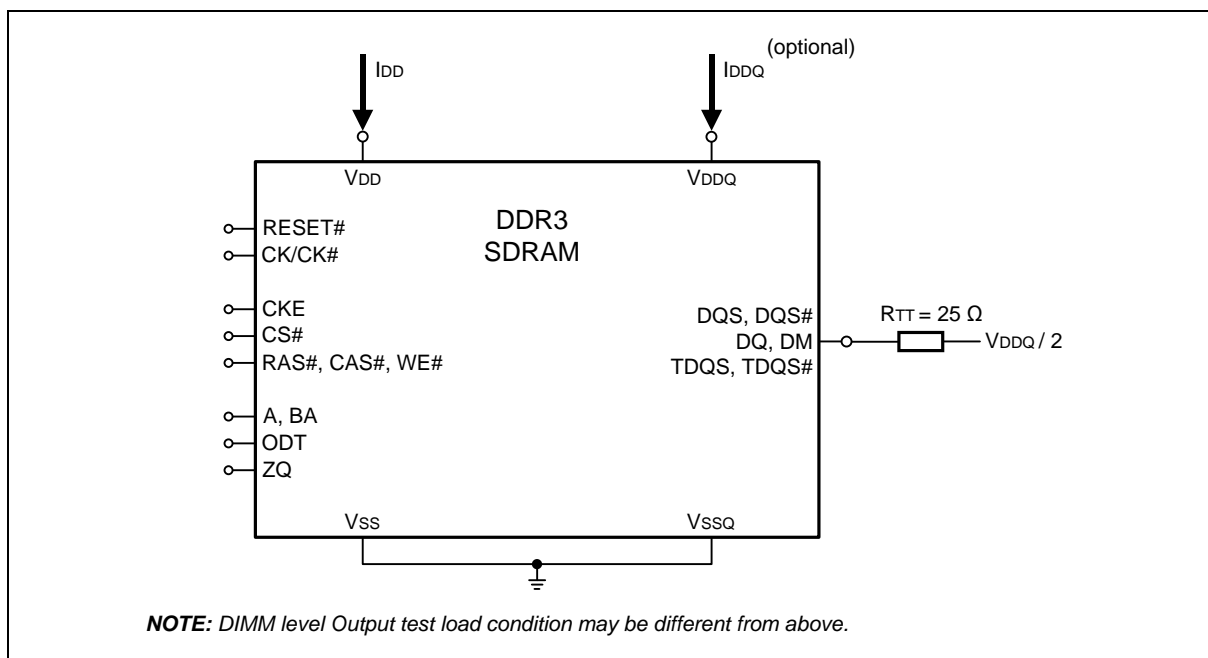 (optional)
IDD
IDDQ
VDD
VDDQ
DDR3
SDRAM
RESET#
CK/CK#
CKE
CS#
RAS#, CAS#, WE#
A, BA
ODT
ZQ
DQS, DQS#
DQ, DM
TDQS, TDQS#
RTT = 25 Ω
VDDQ / 2
VSS
VSSQ
NOTE: DIMM level Output test load condition may be different from above.